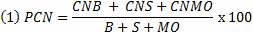 (1) PCN = (CNB + CNS + CNMO) / (B + S + MO) x 100